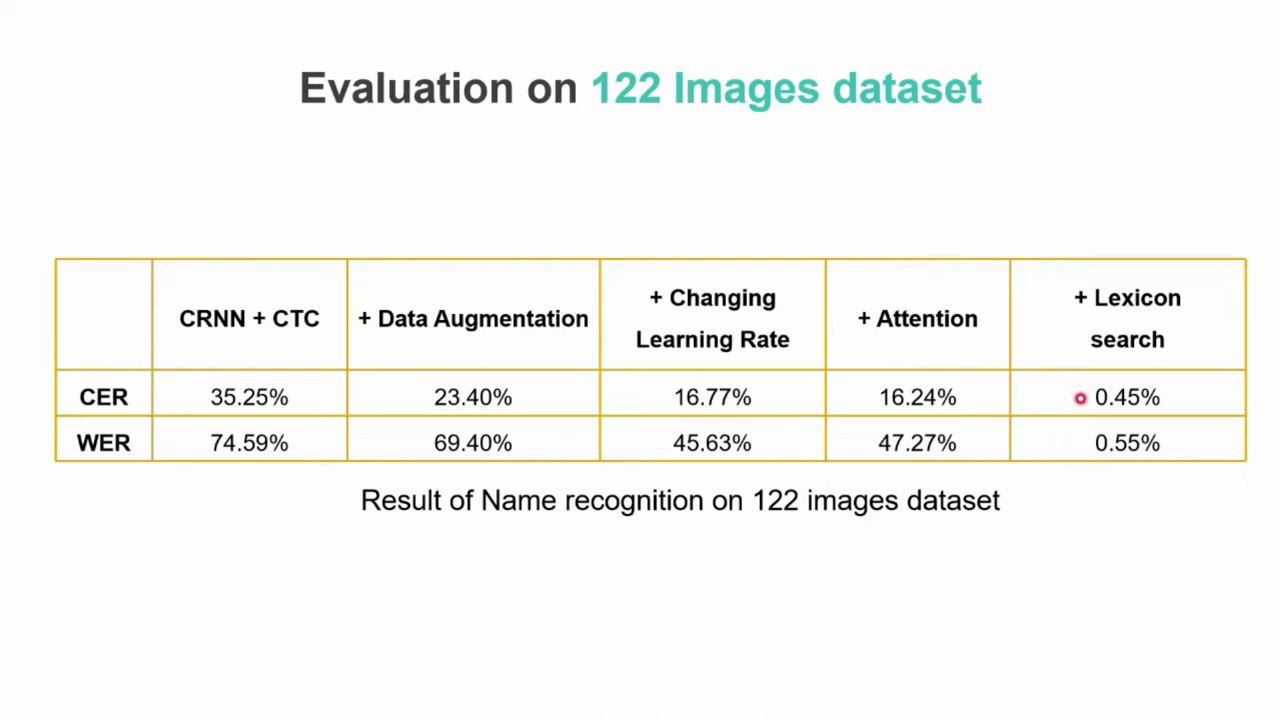 Evaluation on 122 Images dataset
CRNN + CTC
+ Data Augmentation
+ Changing
Learning Rate
+ Attention
+ Lexicon
search
CER 35.25% 23.40% 16.77% 16.24% 0.45%
WER 74.59% 69.40% 45.63% 47.27% 0.55%
Result of Name recognition on 122 images dataset